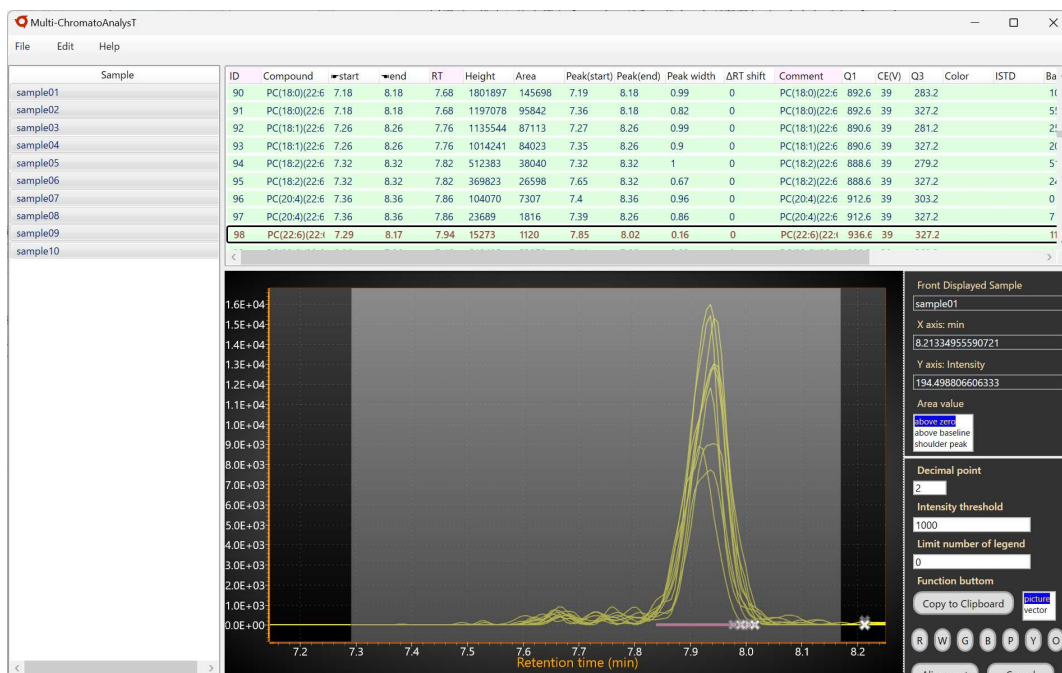 Multi-ChromatoAnalysT
File Edit Help
Sample
sample01
sample02
sample03
sample04
sample05
sample06
sample07
sample08
sample09
sample10
ID Compound start end RT Height Area Peak(start) Peak(end) Peak width ΔRT shift Comment Q1 CE(V) Q3 Color ISTD Ba
90 PC(18:0)(22:6 7.18 8.18 7.68 1801897 145698 7.19 8.18 0.99 0 PC(18:0)(22:6 892.6 39 283.2
91 PC(18:0)(22:6 7.18 8.18 7.68 1197078 95842 7.36 8.18 0.82 0 PC(18:0)(22:6 892.6 39 327.2
92 PC(18:1)(22:6 7.26 8.26 7.76 1135544 87113 7.27 8.26 0.99 0 PC(18:1)(22:6 890.6 39 281.2
93 PC(18:1)(22:6 7.26 8.26 7.76 1014241 84023 7.35 8.26 0.9 0 PC(18:1)(22:6 890.6 39 327.2
94 PC(18:2)(22:6 7.32 8.32 7.82 512383 38040 7.32 8.32 1 0 PC(18:2)(22:6 888.6 39 279.2
95 PC(18:2)(22:6 7.32 8.32 7.82 369823 26598 7.65 8.32 0.67 0 PC(18:2)(22:6 888.6 39 327.2
96 PC(20:4)(22:6 7.36 8.36 7.86 104070 7307 7.4 8.36 0.96 0 PC(20:4)(22:6 912.6 39 303.2 0
97 PC(20:4)(22:6 7.36 8.36 7.86 23689 1816 7.39 8.26 0.86 0 PC(20:4)(22:6 912.6 39 327.2 7
98 PC(22:6)(22:6 7.29 8.17 7.94 15273 1120 7.85 8.02 0.16 0 PC(22:6)(22:6 936.6 39 327.2 11
1.6E+04
1.5E+04
1.4E+04
1.3E+04
1.2E+04
1.1E+04
1.0E+04
9.0E+03
8.0E+03
7.0E+03
6.0E+03
5.0E+03
4.0E+03
3.0E+03
2.0E+03
1.0E+03
0.0E+00
7.2 7.3 7.4 7.5 7.6 7.7 7.8 7.9 8.0 8.1 8.2
Retention time (min)
Front Displayed Sample
sample01
X axis: min
8.21334955590721
Y axis: Intensity
194.498806606333
Area value
above zero
above baseline
shoulder peak
Decimal point
2
Intensity threshold
1000
Limit number of legend
0
Function buttom
Copy to Clipboard
picture
vector
R W G B P Y O